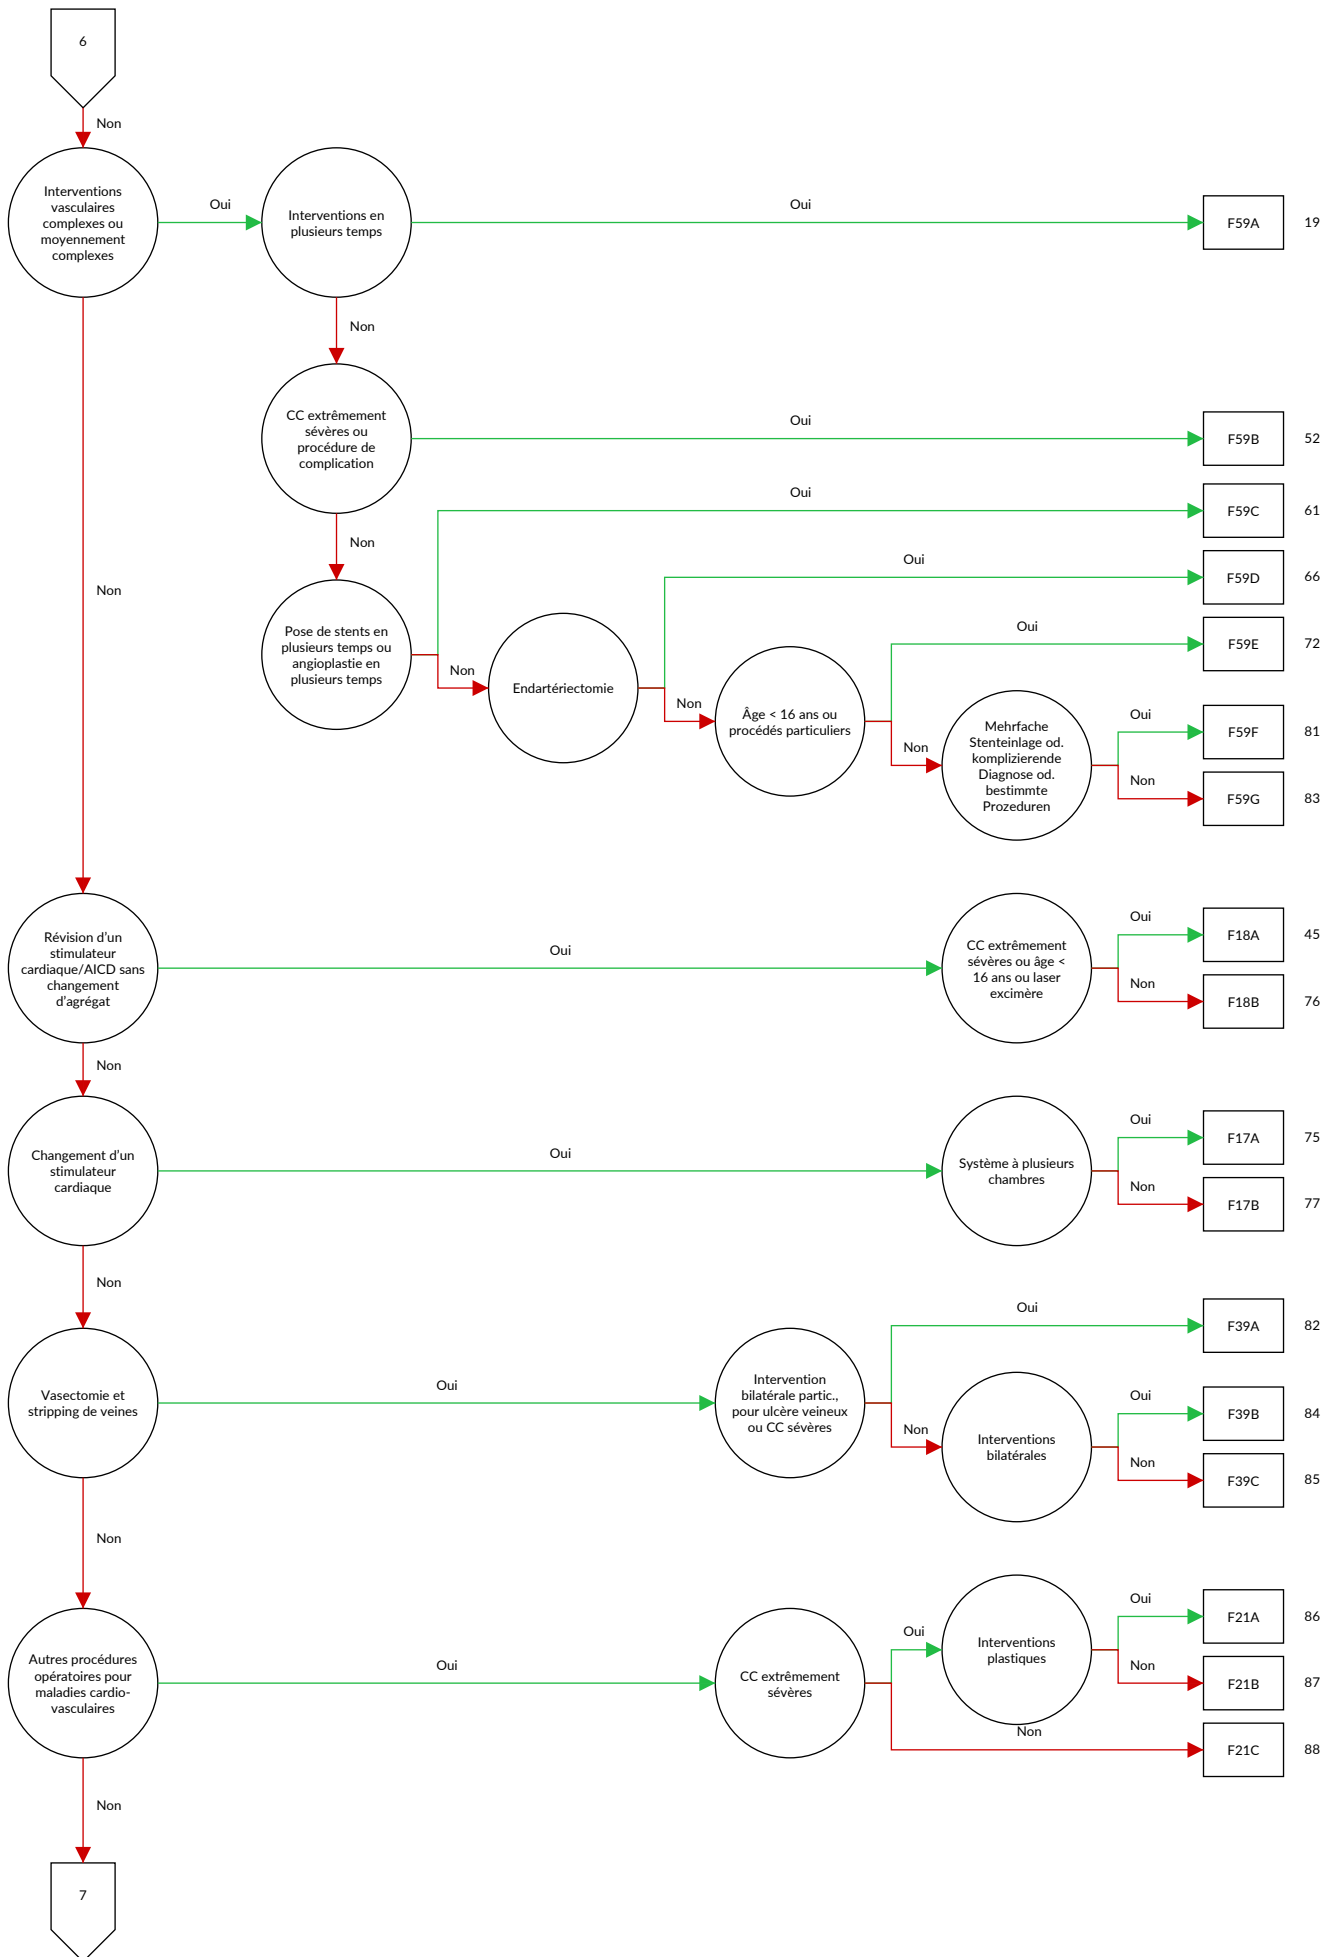 6
Non
Interventions
vasculaires
complexes ou
moyennement
complexes
Oui
Interventions en
plusieurs temps
Oui
F59A
19
Non
CC extrêmement
sévères ou
procédure de
complication
Oui
F59B
52
Non
Oui
F59C
61
Pose de stents en
plusieurs temps ou
angioplastie en
plusieurs temps
Non
Endartériectomie
Oui
F59D
66
Non
Âge < 16 ans ou
procédés particuliers
Oui
F59E
72
Non
Mehrfache
Stenteinlage od.
komplizierende
Diagnose od.
bestimmte
Prozeduren
Oui
F59F
81
Non
F59G
83
Non
Révision d'un
stimulateur
cardiaque/AICD sans
changement
d'agrégat
Oui
CC extrêmement
sévères ou âge <
16 ans ou laser
excimère
Oui
F18A
45
Non
F18B
76
Non
Changement d'un
stimulateur
cardiaque
Oui
Système à plusieurs
chambres
Oui
F17A
75
Non
F17B
77
Non
Vasectomie et
stripping de veines
Oui
Intervention
bilatérale partic.,
pour ulcère veineux
ou CC sévères
Oui
F39A
82
Non
Interventions
bilatérales
Oui
F39B
84
Non
F39C
85
Non
Autres procédures
opératoires pour
maladies cardio-
vasculaires
Oui
CC extrêmement
sévères
Oui
Interventions
plastiques
Oui
F21A
86
Non
F21B
87
Non
F21C
88
Non
7